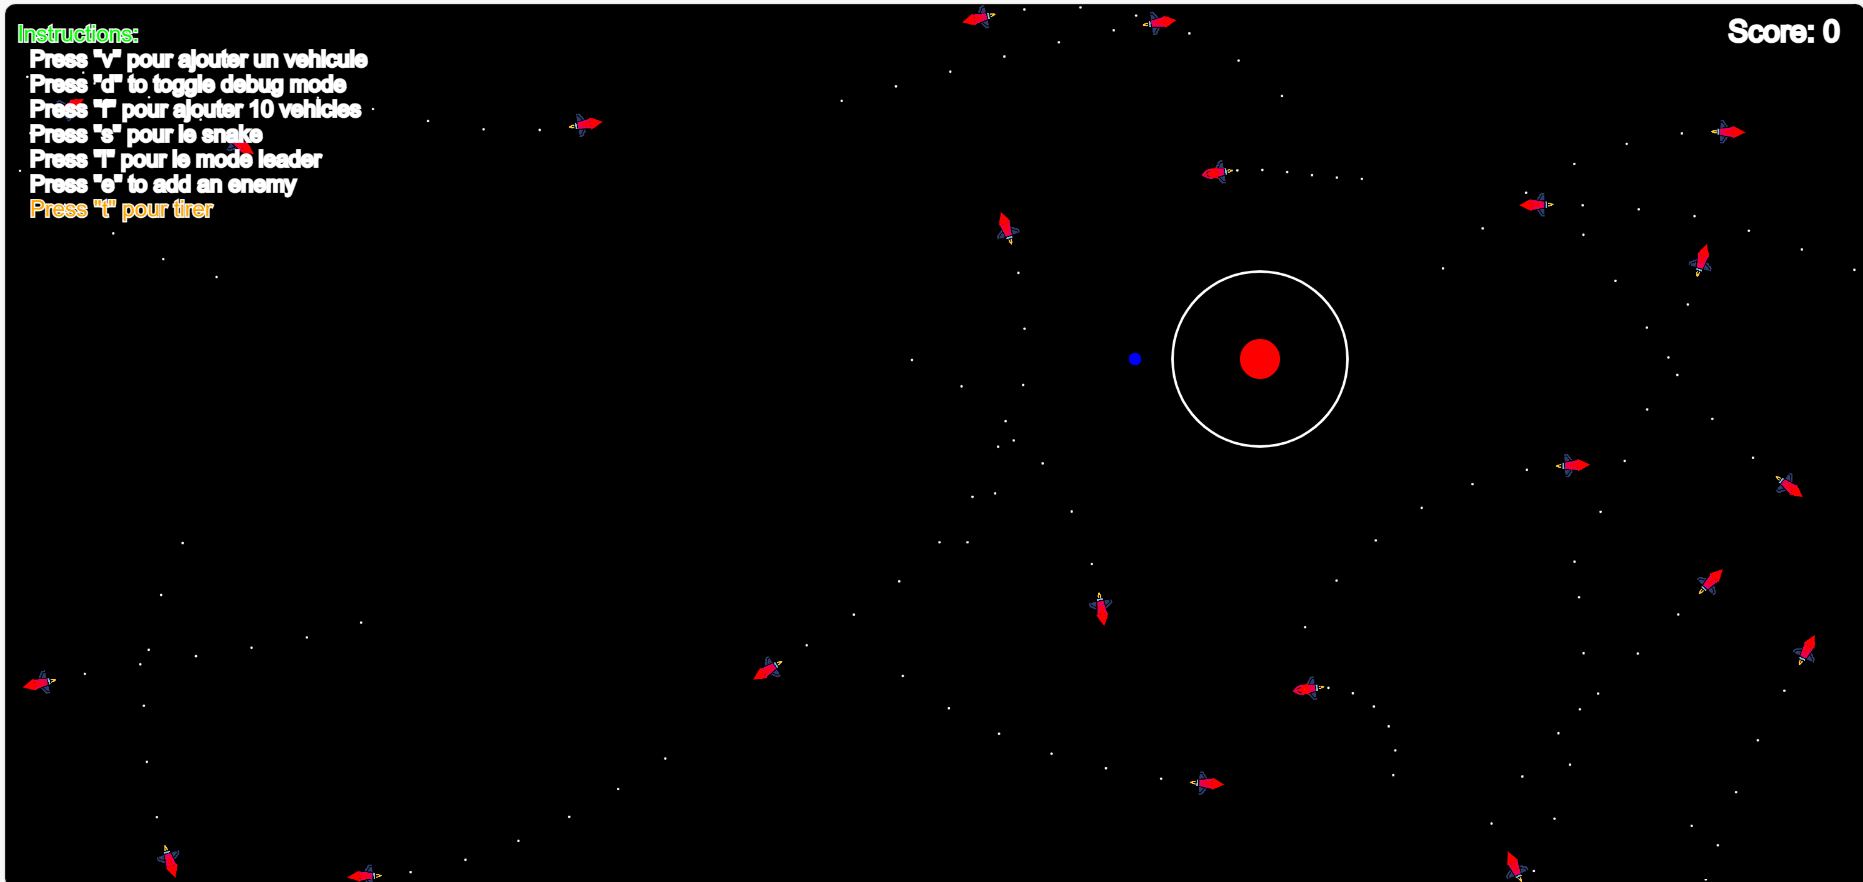 Instructions:
Press "v" pour ajouter un vehicule
Press "d" to toggle debug mode
Press "f" pour ajouter 10 vehicles
Press "s" pour le snake
Press "l" pour le mode leader
Press "e" to add an enemy
Press "t" pour tirer
Score: 0